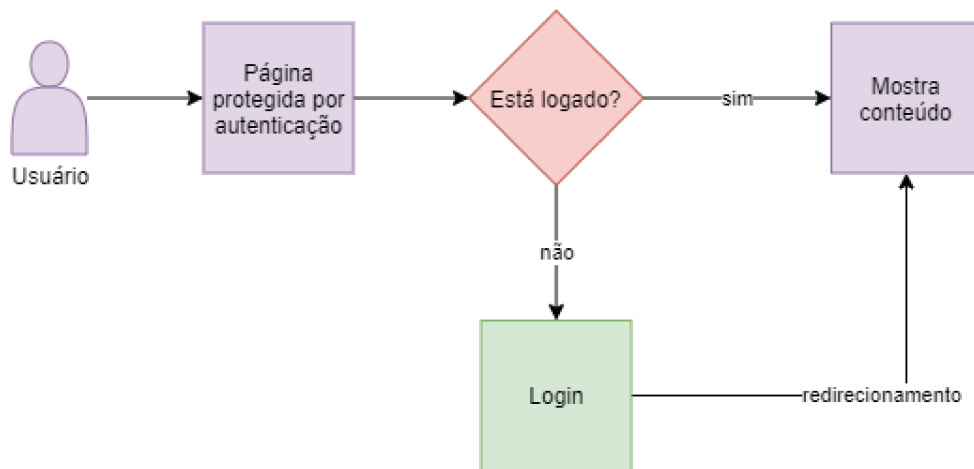 Usuário
Página
protegida por
autenticação
Está logado?
sim
Mostra
conteúdo
não
Login
redirecionamento